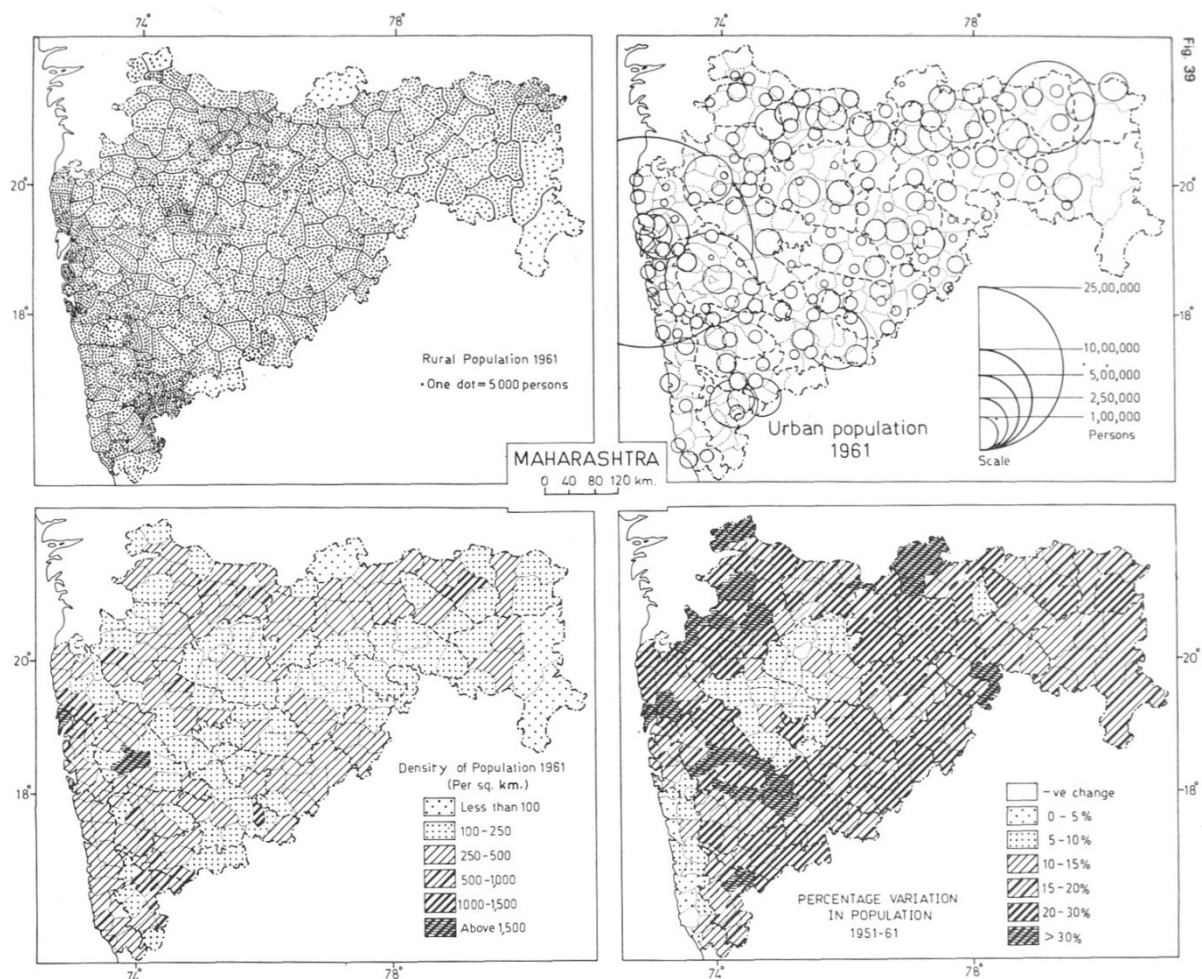 Fig. 39
74°
78°
20°
18°
Rural Population 1961
• One dot = 5000 persons
74°
78°
20°
18°
25,00,000
10,00,000
5,00,000
2,50,000
1,00,000
Persons
Scale
Urban population
1961
MAHARASHTRA
0 40 80 120 km.
20°
18°
74°
78°
Density of Population 1961
(Per sq. km.)
Less than 100
100-250
250-500
500-1,000
1000-1,500
Above 1,500
20°
18°
74°
78°
PERCENTAGE VARIATION
IN POPULATION
1951-61
-ve change
0-5%
5-10%
10-15%
15-20%
20-30%
>30%